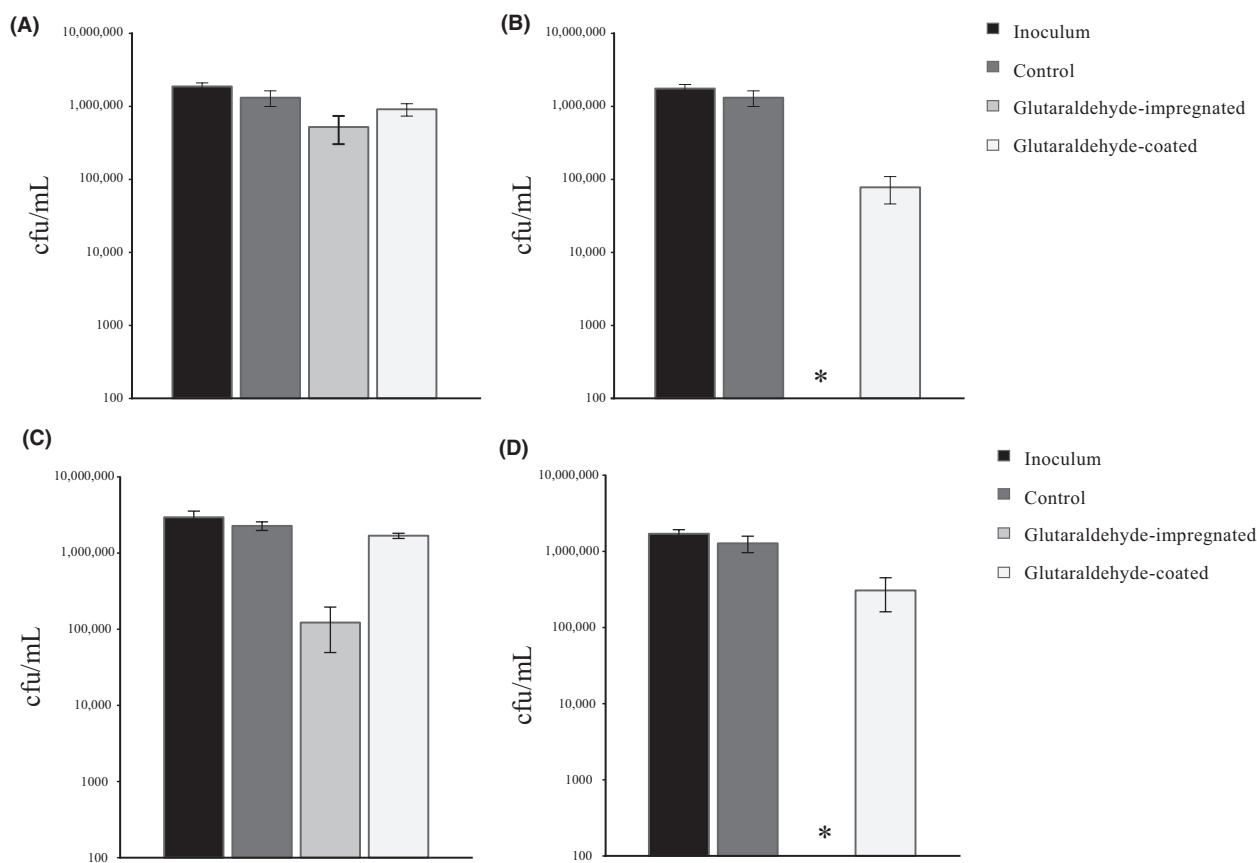 (A)
10,000,000
1,000,000
100,000
10,000
1000
100
cfu/mL
(B)
10,000,000
1,000,000
100,000
10,000
1000
100
cfu/mL
*
Inoculum
Control
Glutaraldehyde-impregnated
Glutaraldehyde-coated
(C)
10,000,000
1,000,000
100,000
10,000
1000
100
cfu/mL
(D)
10,000,000
1,000,000
100,000
10,000
1000
100
cfu/mL
*
Inoculum
Control
Glutaraldehyde-impregnated
Glutaraldehyde-coated